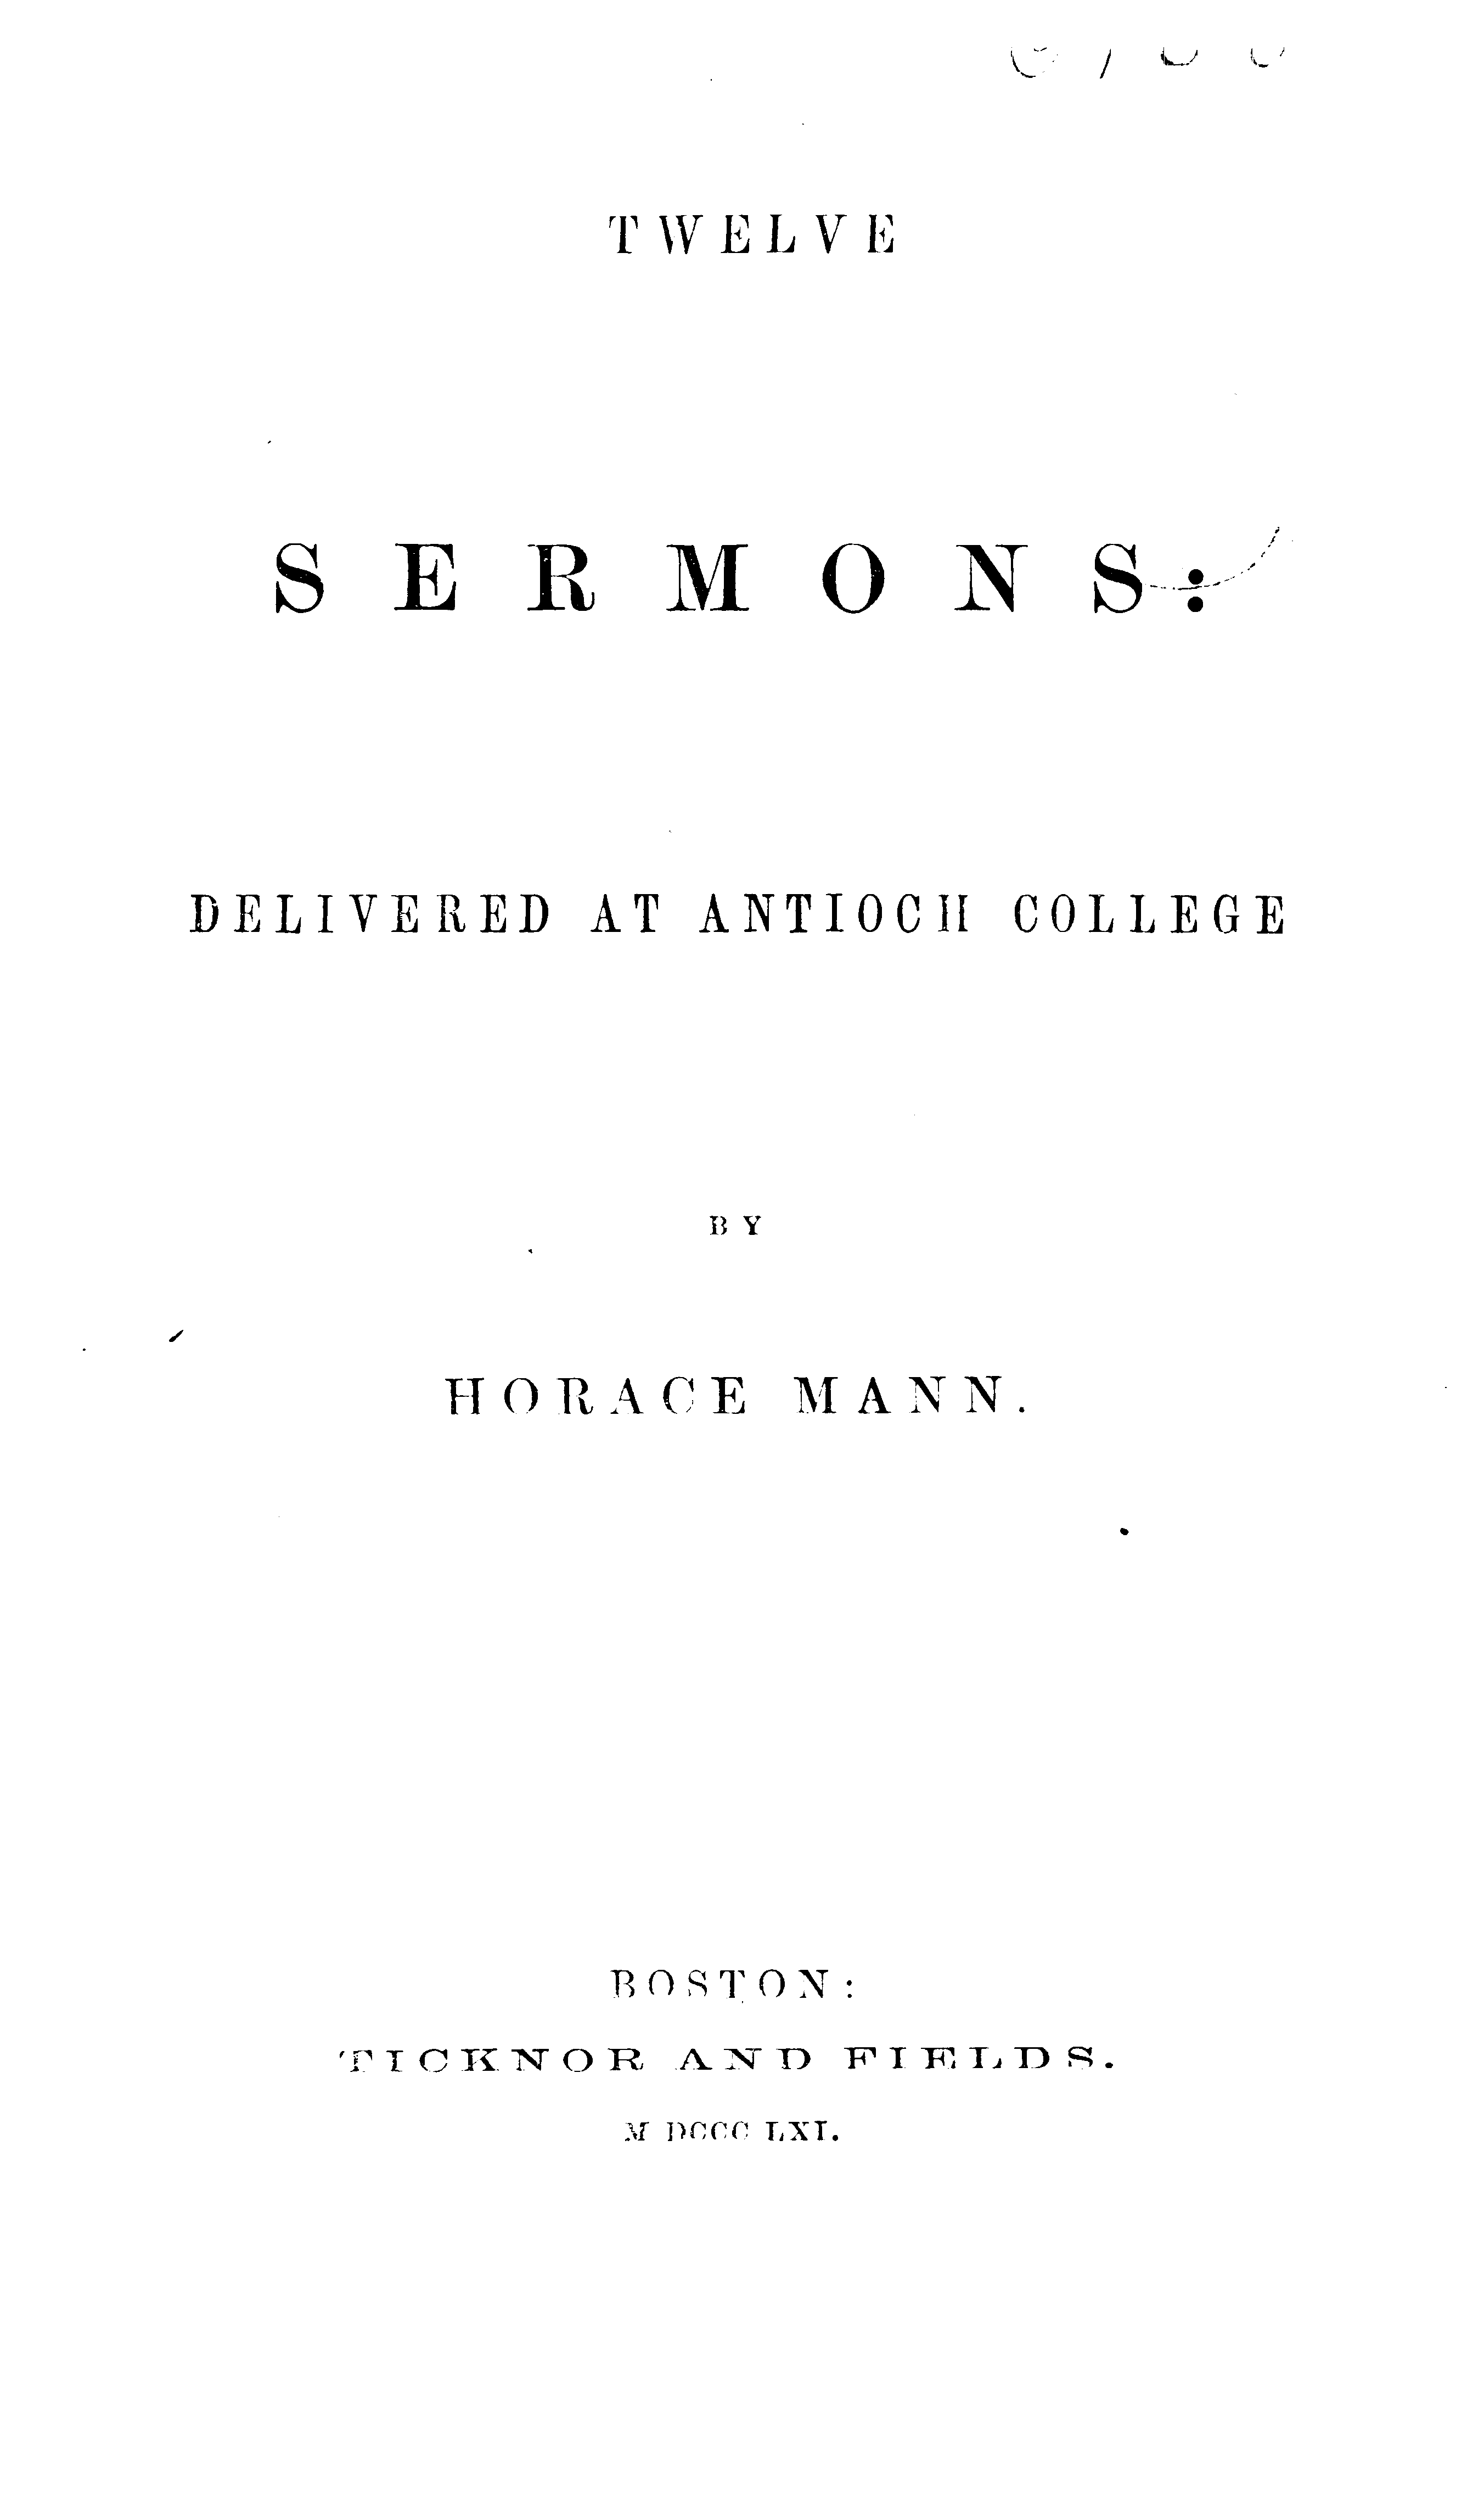 TWELVE
SERMONS:
DELIVERED AT ANTIOCH COLLEGE
BY
HORACE MANN.
BOSTON:
TICKNOR AND FIELDS.
M DCCC LXI.